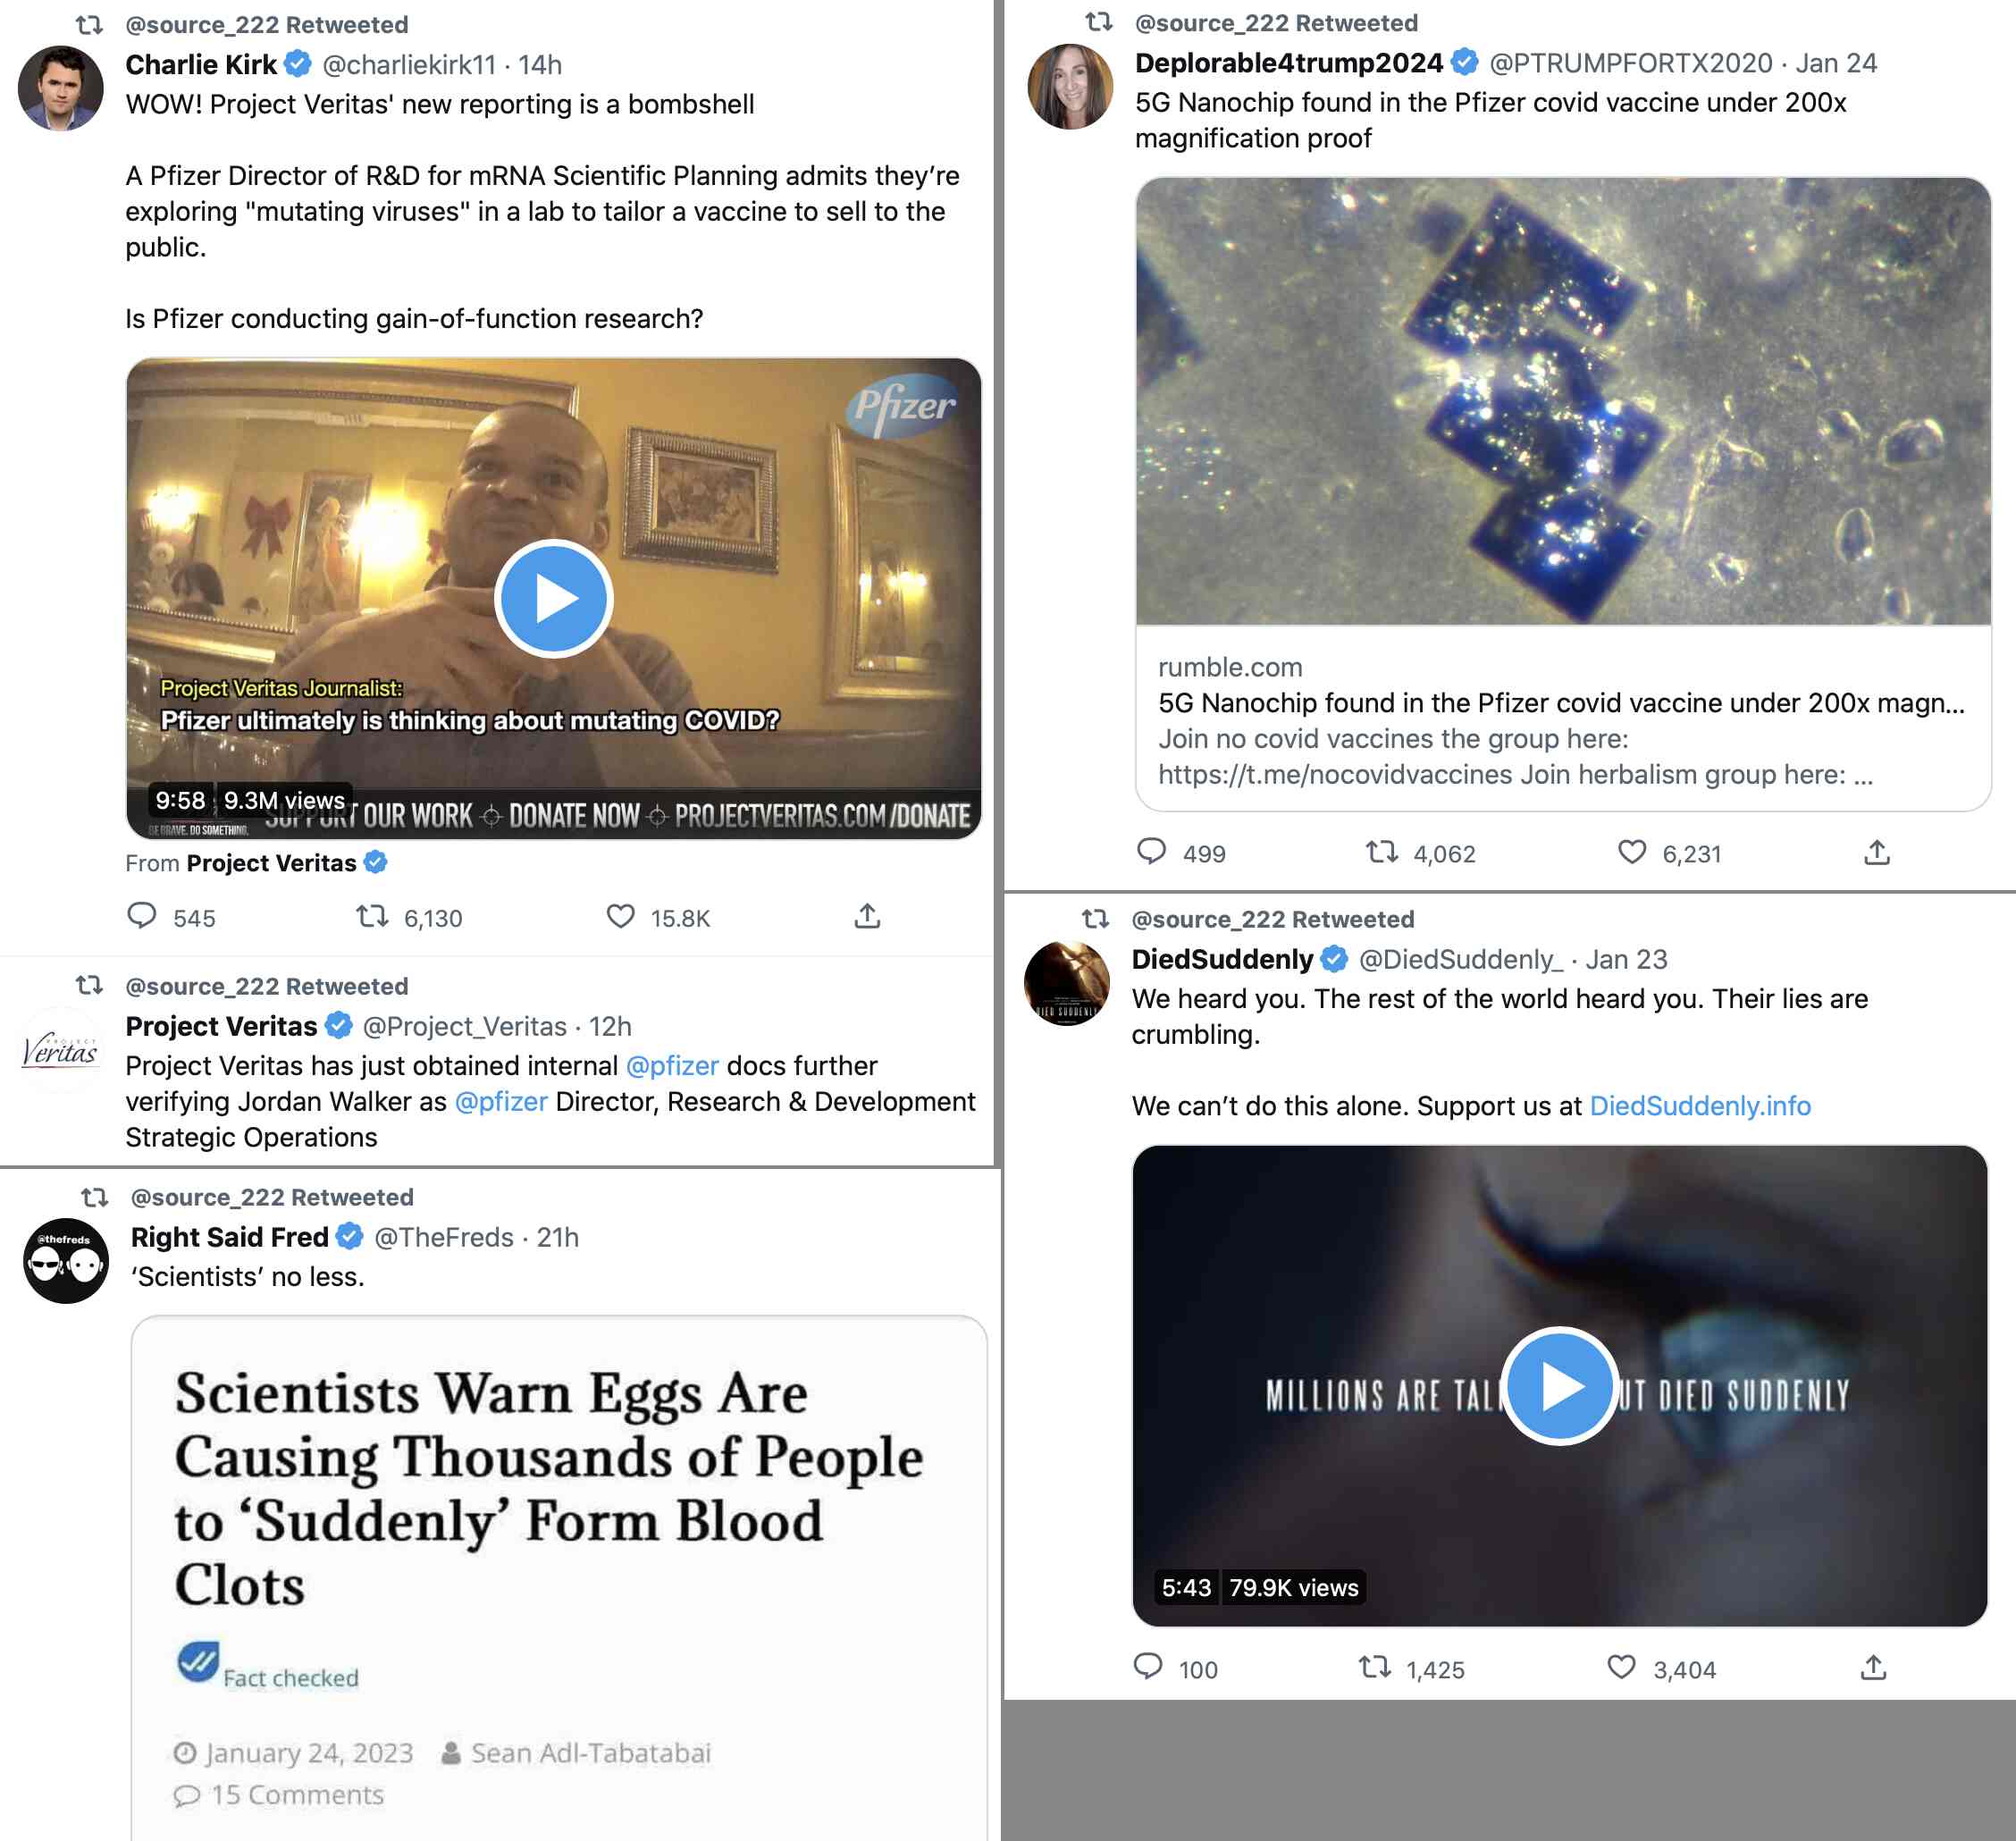 @source_222 Retweeted
Charlie Kirk @charliekirk11 · 14h
WOW! Project Veritas' new reporting is a bombshell
A Pfizer Director of R&D for mRNA Scientific Planning admits they’re
exploring "mutating viruses" in a lab to tailor a vaccine to sell to the
public.
Is Pfizer conducting gain-of-function research?
Pfizer
Project Veritas Journalist:
Pfizer ultimately is thinking about mutating COVID?
9:58 9.3M views
SUPPORT OUR WORK DONATE NOW PROJECTVERITAS.COM/DONATE
BE BRAVE. DO SOMETHING.
From Project Veritas
545 6,130 15.8K
@source_222 Retweeted
PROJECT
Veritas
Project Veritas @Project_Veritas · 12h
Project Veritas has just obtained internal @pfizer docs further
verifying Jordan Walker as @pfizer Director, Research & Development
Strategic Operations
@source_222 Retweeted
@thefreds
Right Said Fred @TheFreds · 21h
‘Scientists’ no less.
Scientists Warn Eggs Are
Causing Thousands of People
to ‘Suddenly’ Form Blood
Clots
Fact checked
January 24, 2023 Sean Adl-Tabatabai
15 Comments
@source_222 Retweeted
Deplorable4trump2024 @PTRUMPFORTX2020 · Jan 24
5G Nanochip found in the Pfizer covid vaccine under 200x
magnification proof
rumble.com
5G Nanochip found in the Pfizer covid vaccine under 200x magn...
Join no covid vaccines the group here:
https://t.me/nocovidvaccines Join herbalism group here: ...
499 4,062 6,231
@source_222 Retweeted
DIED SUDDENLY
DiedSuddenly @DiedSuddenly_ · Jan 23
We heard you. The rest of the world heard you. Their lies are
crumbling.
We can’t do this alone. Support us at DiedSuddenly.info
MILLIONS ARE TAL UT DIED SUDDENLY
5:43 79.9K views
100 1,425 3,404